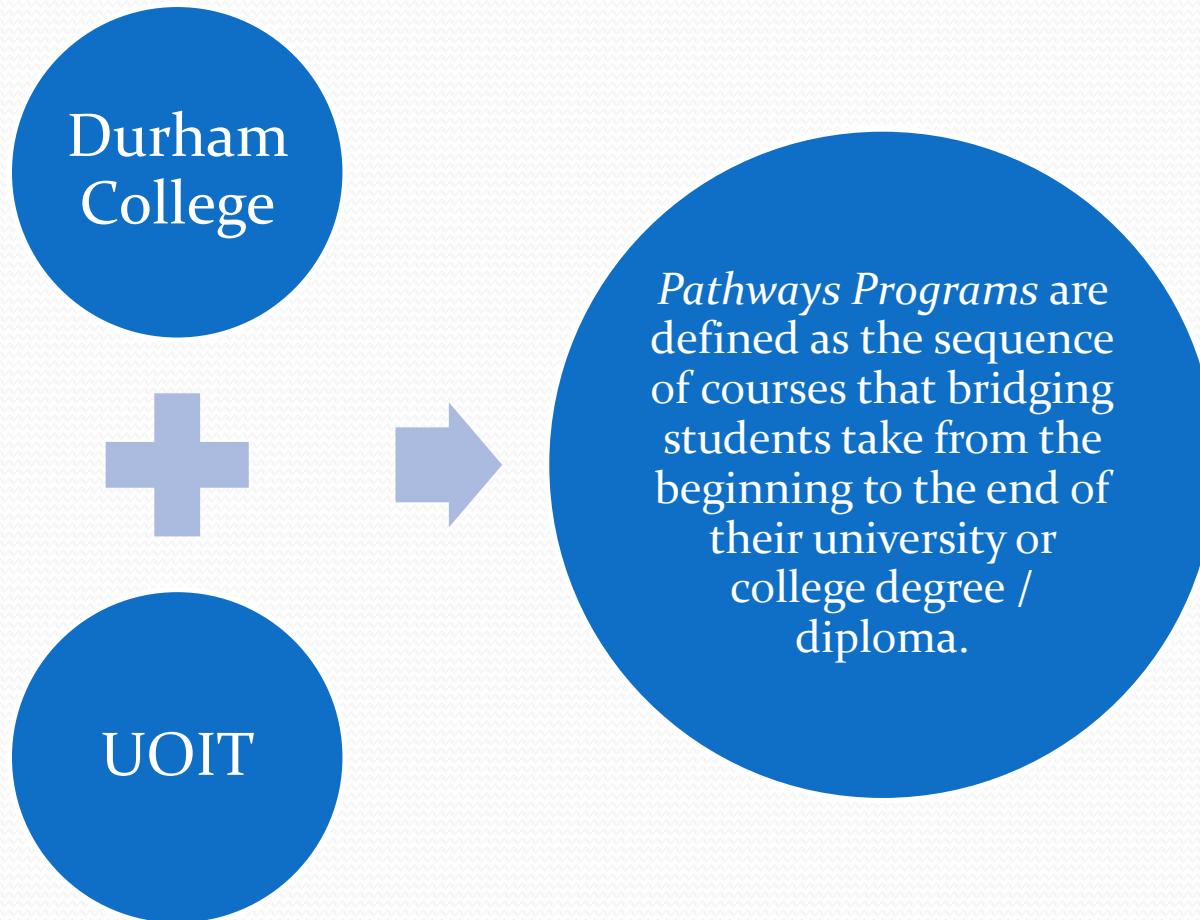 Durham
College
UOIT
Pathways Programs are
defined as the sequence
of courses that bridging
students take from the
beginning to the end of
their university or
college degree /
diploma.